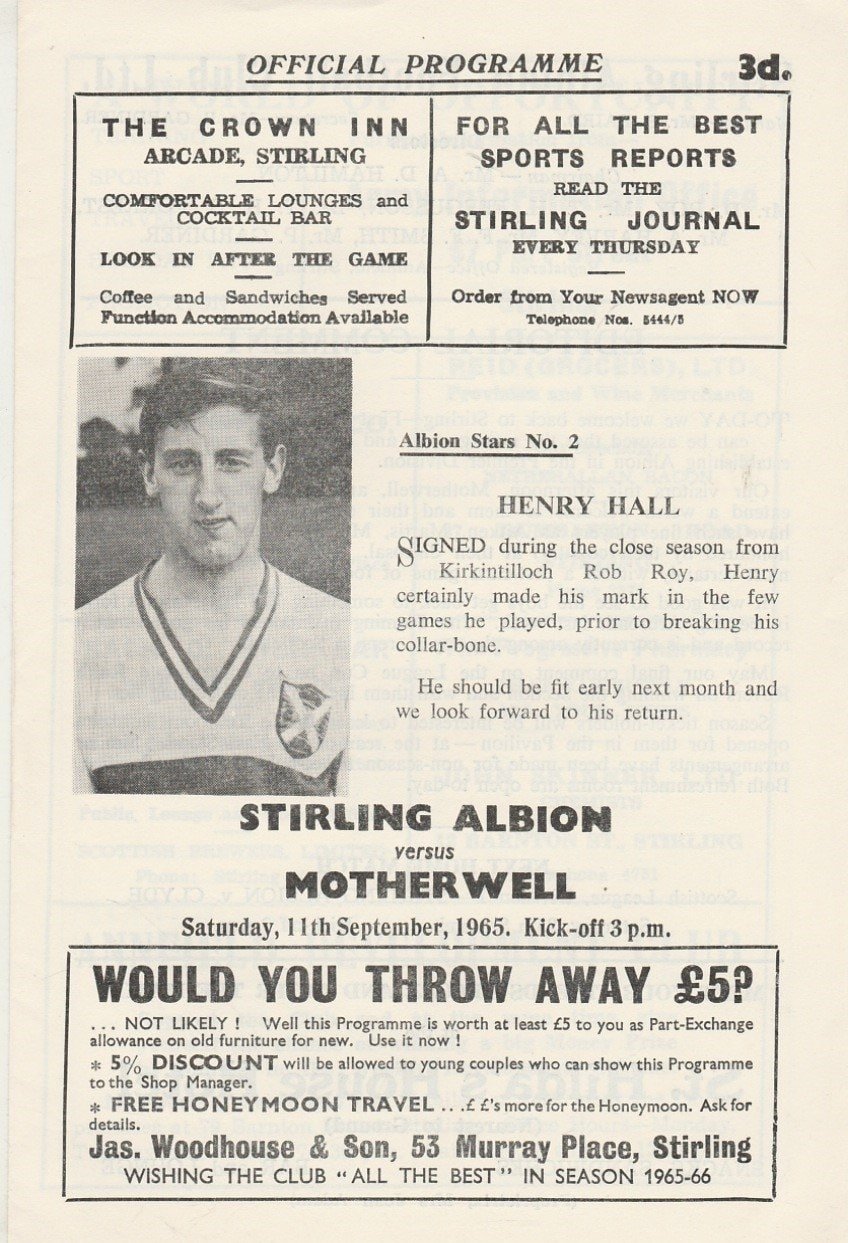 OFFICIAL PROGRAMME
3d.
THE CROWN INN
ARCADE, STIRLING
COMFORTABLE LOUNGES and
COCKTAIL BAR
LOOK IN AFTER THE GAME
Coffee and Sandwiches Served
Function Accommodation Available
FOR ALL THE BEST
SPORTS REPORTS
READ THE
STIRLING JOURNAL
EVERY THURSDAY
Order from Your Newsagent NOW
Telephone Nos. 5444/5
Albion Stars No. 2
HENRY HALL
SIGNED during the close season from
Kirkintilloch Rob Roy, Henry
certainly made his mark in the few
games he played, prior to breaking his
collar-bone.
He should be fit early next month and
we look forward to his return.
STIRLING ALBION
versus
MOTHERWELL
Saturday, 11th September, 1965. Kick-off 3 p.m.
WOULD YOU THROW AWAY £5?
... NOT LIKELY ! Well this Programme is worth at least £5 to you as Part-Exchange
allowance on old furniture for new. Use it now !
* 5% DISCOUNT will be allowed to young couples who can show this Programme
to the Shop Manager.
* FREE HONEYMOON TRAVEL ... £ £'s more for the Honeymoon. Ask for
details.
Jas. Woodhouse & Son, 53 Murray Place, Stirling
WISHING THE CLUB "ALL THE BEST" IN SEASON 1965-66